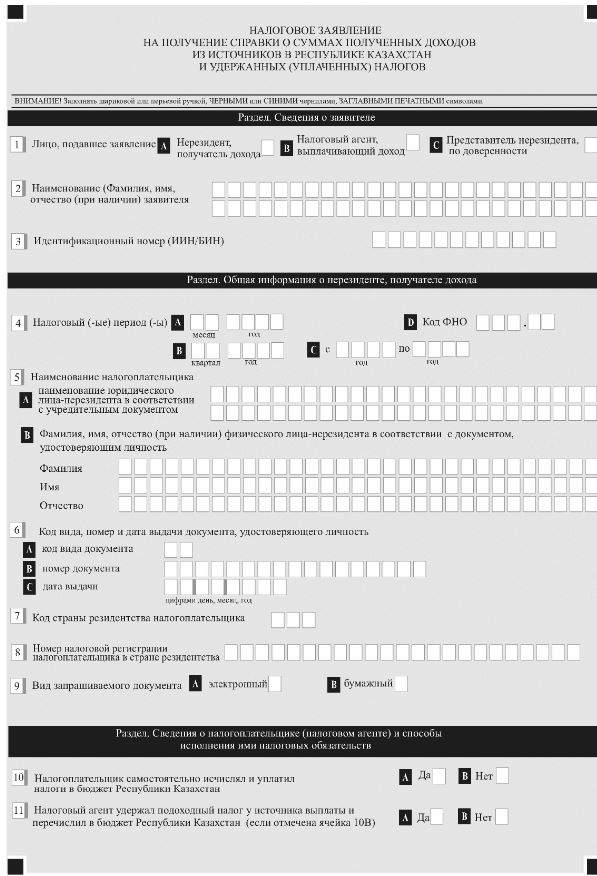 НАЛОГОВОЕ ЗАЯВЛЕНИЕ
НА ПОЛУЧЕНИЕ СПРАВКИ О СУММАХ ПОЛУЧЕННЫХ ДОХОДОВ
ИЗ ИСТОЧНИКОВ В РЕСПУБЛИКЕ КАЗАХСТАН
И УДЕРЖАННЫХ (УПЛАЧЕННЫХ) НАЛОГОВ
ВНИМАНИЕ! Заполнять шариковой или перьевой ручкой, ЧЕРНЫМИ или СИНИМИ чернилами, ЗАГЛАВНЫМИ ПЕЧАТНЫМИ символами
Раздел. Сведения о заявителе
1 Лицо, подавшее заявление A Нерезидент, получатель дохода B Налоговый агент, выплачивающий доход C Представитель нерезидента, по доверенности
2 Наименование (Фамилия, имя,
отчество (при наличии) заявителя
3 Идентификационный номер (ИИН/БИН)
Раздел. Общая информация о нерезиденте, получателе дохода
4 Налоговый (-ые) период (-ы) A D Код ФНО .
месяц год
B C с по
квартал год год год
5 Наименование налогоплательщика
A наименование юридического
лица-нерезидента в соответствии
с учредительным документом
B Фамилия, имя, отчество (при наличии) физического лица-нерезидента в соответствии с документом,
удостоверяющим личность
Фамилия
Имя
Отчество
6 Код вида, номер и дата выдачи документа, удостоверяющего личность
A код вида документа
B номер документа
C дата выдачи
цифрами день, месяц, год
7 Код страны резидентства налогоплательщика
8 Номер налоговой регистрации
налогоплательщика в стране резидентства
9 Вид запрашиваемого документа A электронный B бумажный
Раздел. Сведения о налогоплательщике (налоговом агенте) и способы
исполнения ими налоговых обязательств
10 Налогоплательщик самостоятельно исчислял и уплатил
налоги в бюджет Республики Казахстан A Да B Нет
11 Налоговый агент удержал подоходный налог у источника выплаты и
перечислил в бюджет Республики Казахстан (если отмечена ячейка 10В) A Да B Нет